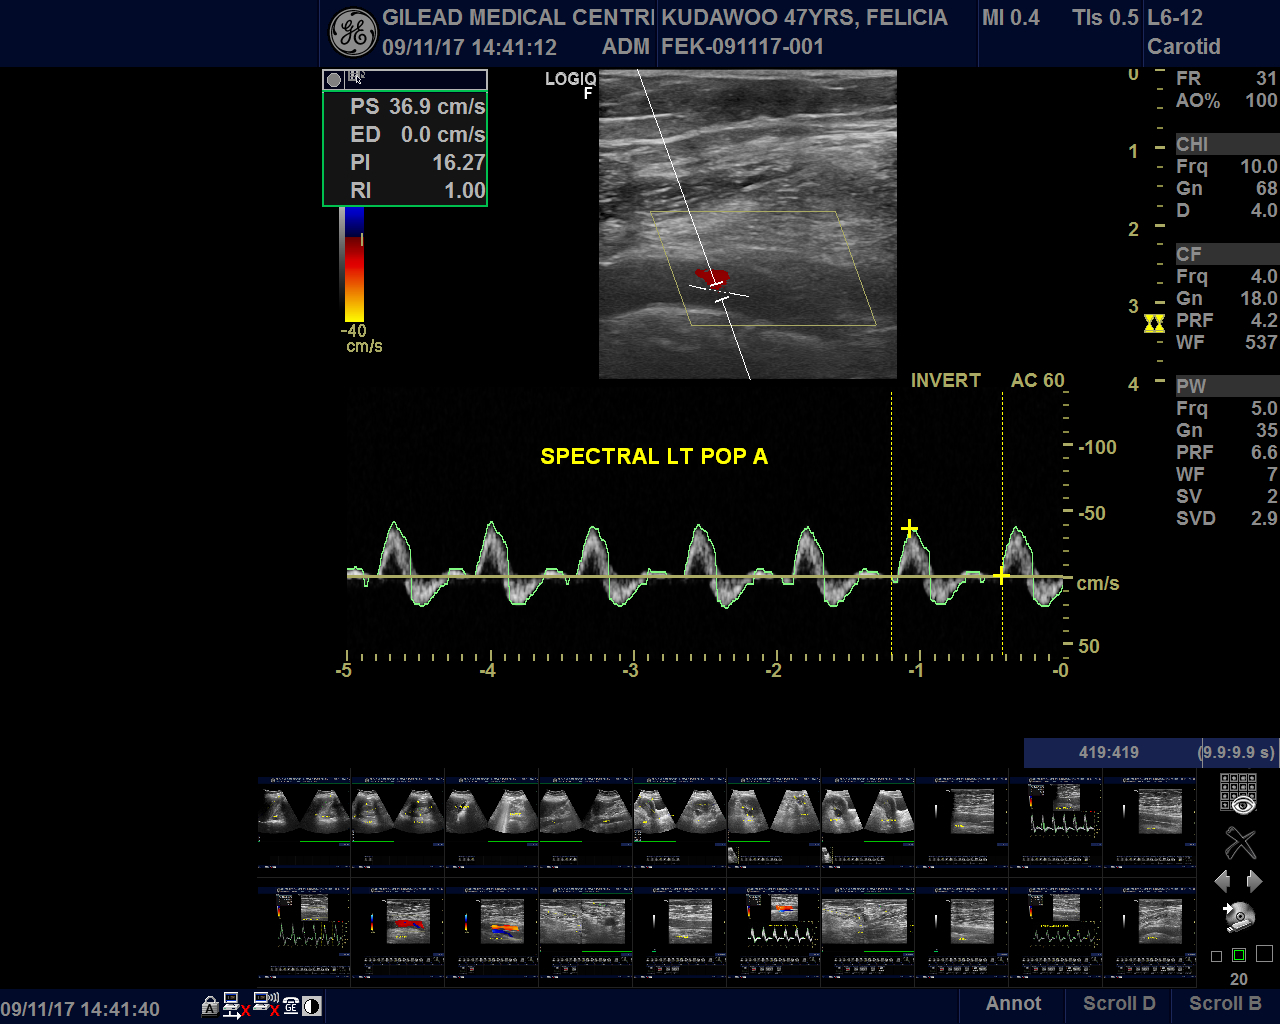 GILEAD MEDICAL CENTRI
KUDAWOO 47YRS, FELICIA
MI 0.4
TIs 0.5
L6-12
09/11/17 14:41:12
ADM
FEK-091117-001
Carotid
PS 36.9 cm/s
ED 0.0 cm/s
PI 16.27
RI 1.00
-40
cm/s
LOGIQ
F
0
1
2
3
4
FR 31
AO% 100
CHI
Frq 10.0
Gn 68
D 4.0
CF
Frq 4.0
Gn 18.0
PRF 4.2
WF 537
PW
Frq 5.0
Gn 35
PRF 6.6
WF 7
SV 2
SVD 2.9
INVERT
AC 60
SPECTRAL LT POP A
-100
-50
cm/s
50
-5 -4 -3 -2 -1 -0
419:419 (9.9:9.9 s)
20
09/11/17 14:41:40
Annot
Scroll D
Scroll B